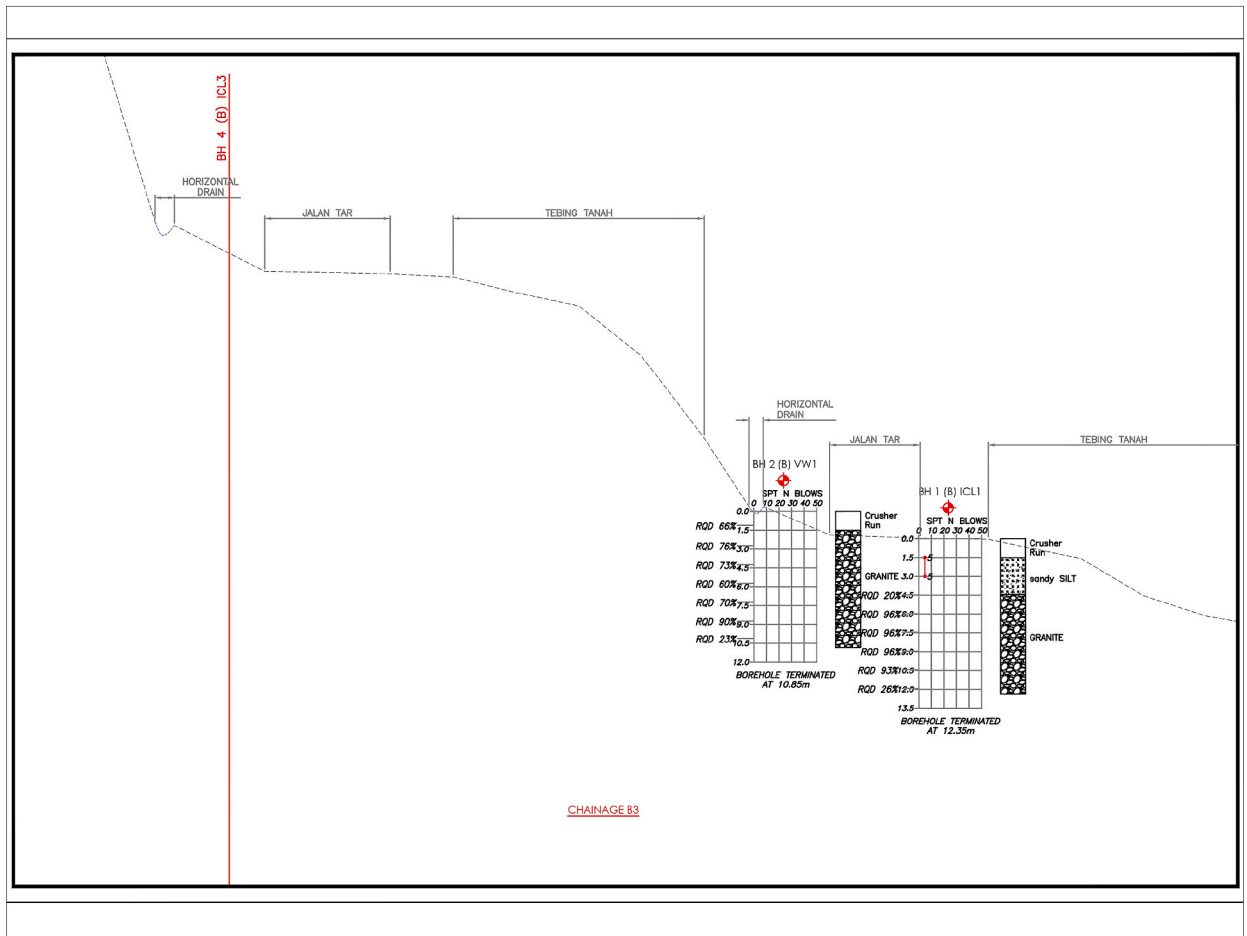 BH 4 (B) ICL3
HORIZONTAL
DRAIN
JALAN TAR
TEBING TANAH
HORIZONTAL
DRAIN
JALAN TAR
TEBING TANAH
BH 2 (B) VW1
SPT N BLOWS
0 10 20 30 40 50
0.0
RQD 66%
1.5
RQD 76%
3.0
RQD 73%
4.5
RQD 60%
6.0
RQD 70%
7.5
RQD 90%
9.0
RQD 23%
10.5
12.0
BOREHOLE TERMINATED
AT 10.85m
Crusher
Run
GRANITE
BH 1 (B) ICL1
SPT N BLOWS
0 10 20 30 40 50
0.0
1.5
5
3.0
5
RQD 20%
4.5
RQD 96%
6.0
RQD 96%
7.5
RQD 96%
9.0
RQD 93%
10.5
RQD 26%
12.0
13.5
BOREHOLE TERMINATED
AT 12.35m
Crusher
Run
sandy SILT
GRANITE
CHAINAGE B3